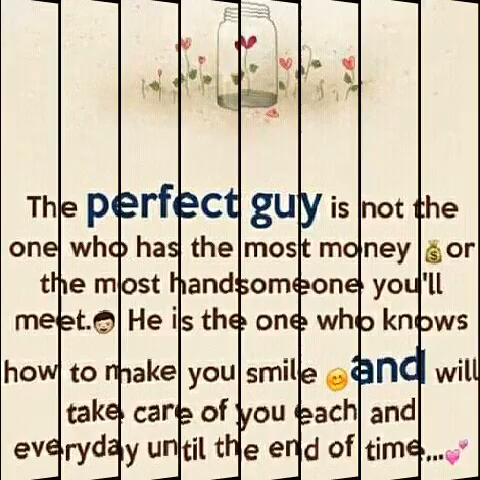 The perfect guy is not the
one who has the most money 💰or
the most handsomeone you'll
meet.👨 He is the one who knows
how to make you smile 😊and will
take care of you each and
everyday until the end of time...💕